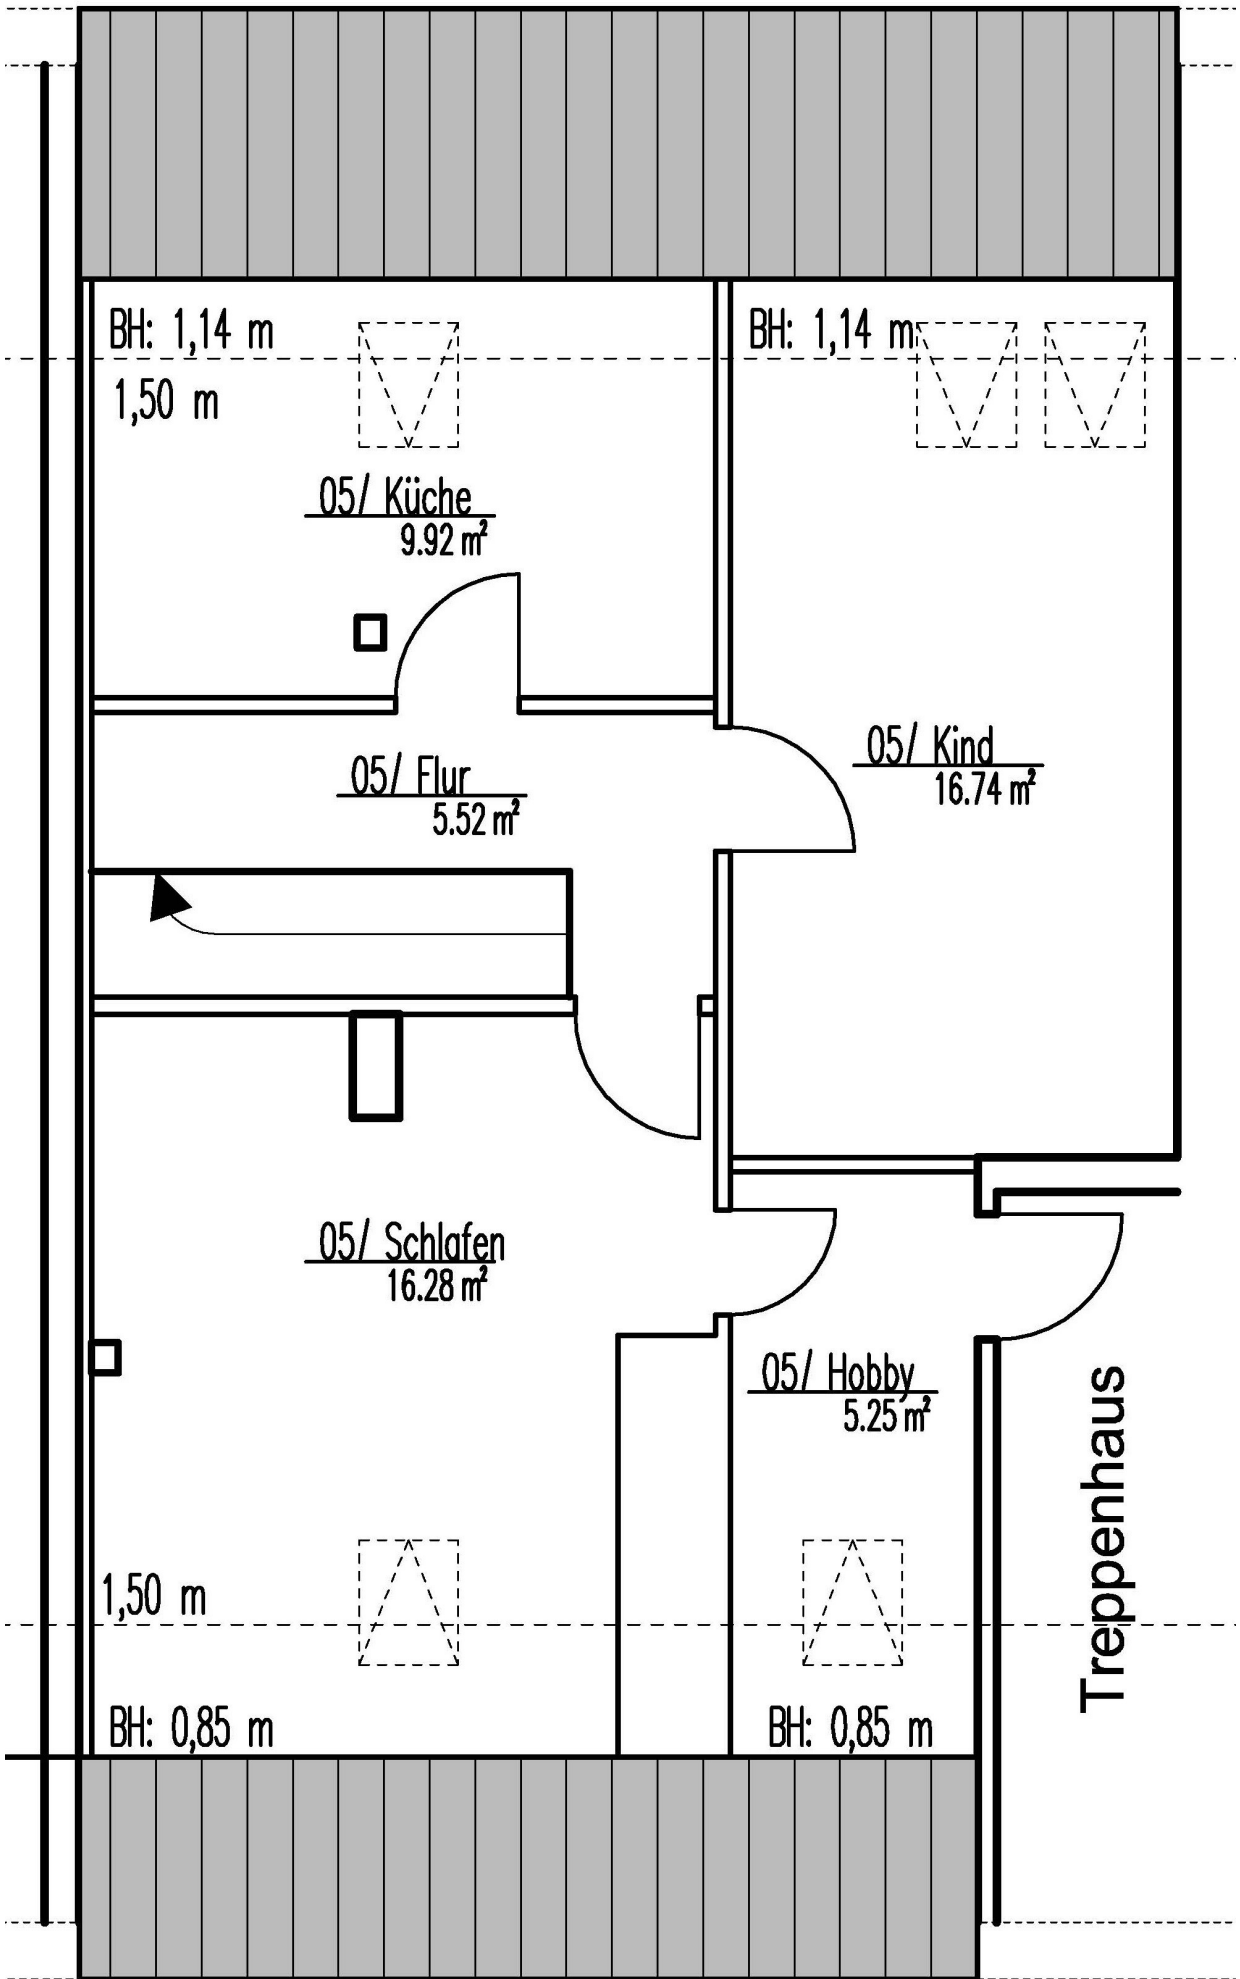 BH: 1,14 m
BH: 1,14 m
1,50 m
05/ Küche
9.92 m²
05/ Kind
16.74 m²
05/ Flur
5.52 m²
05/ Schlafen
16.28 m²
05/ Hobby
5.25 m²
Treppenhaus
1,50 m
BH: 0,85 m
BH: 0,85 m